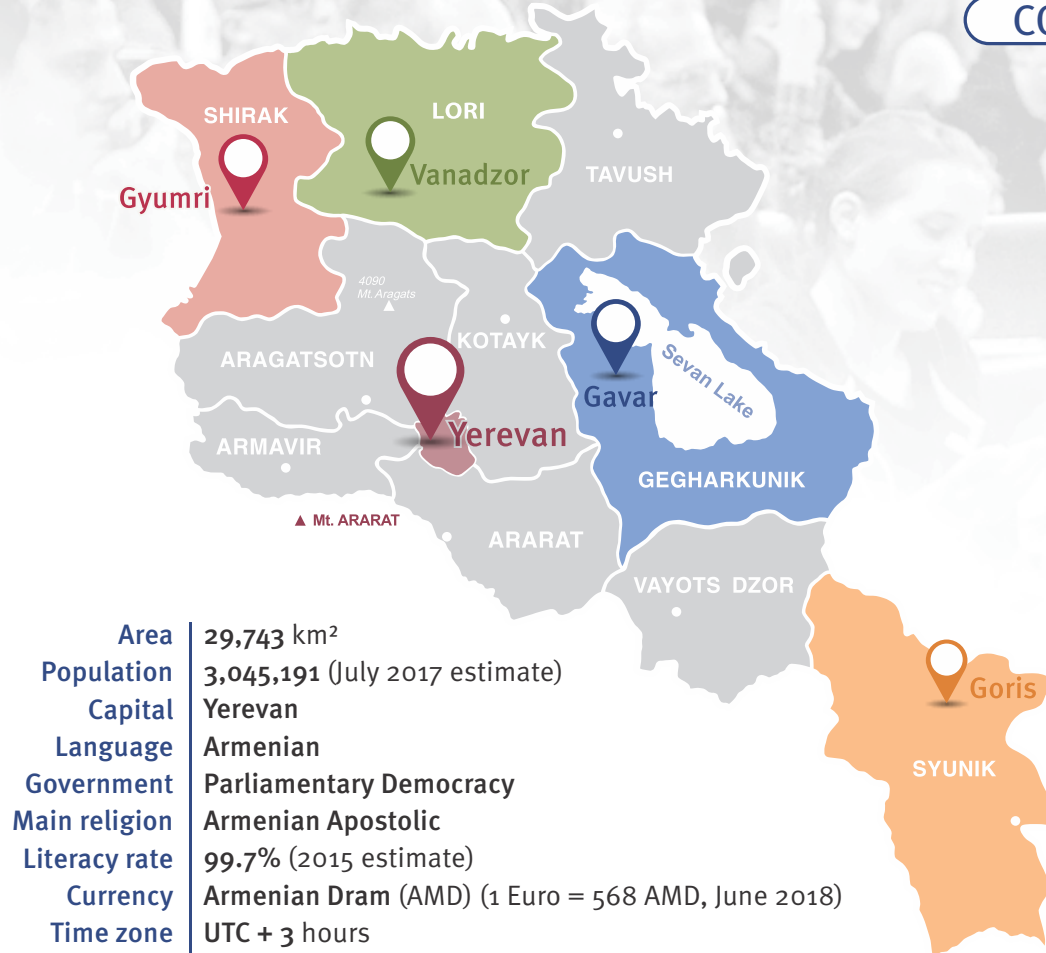 CO
SHIRAK
LORI
Vanadzor
TAVUSH
Gyumri
4090
Mt. Aragats
KOTAYK
ARAGATSOTN
Sevan Lake
Gavar
Yerevan
ARMAVIR
GEGHARKUNIK
▲ Mt. ARARAT
ARARAT
VAYOTS DZOR
Goris
SYUNIK
Area 29,743 km²
Population 3,045,191 (July 2017 estimate)
Capital Yerevan
Language Armenian
Government Parliamentary Democracy
Main religion Armenian Apostolic
Literacy rate 99.7% (2015 estimate)
Currency Armenian Dram (AMD) (1 Euro = 568 AMD, June 2018)
Time zone UTC + 3 hours